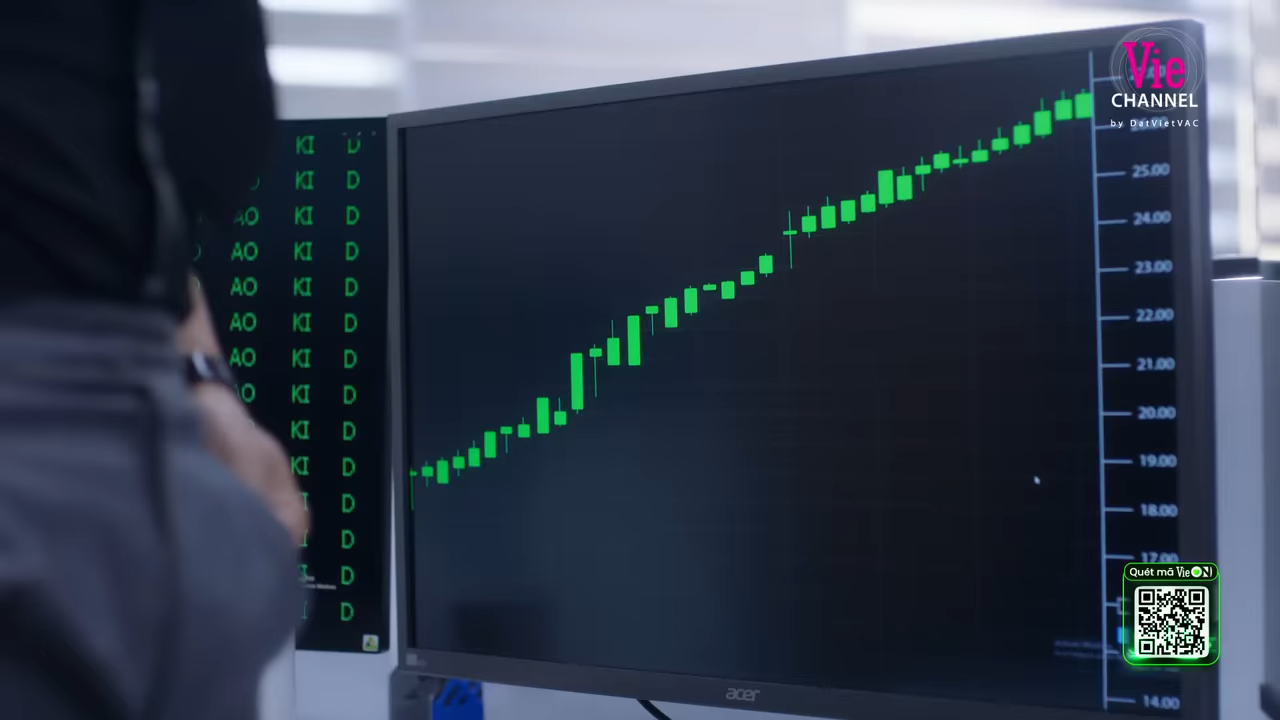 Vie
CHANNEL
by DatVietVAC
KI D
KI D
AO KI D
AO KI D
AO KI D
AO KI D
AO KI D
KI D
KI D
KI D
D
D
D
D
25.00
24.00
23.00
22.00
21.00
20.00
19.00
18.00
17.00
14.00
acer
Quét mã VieON